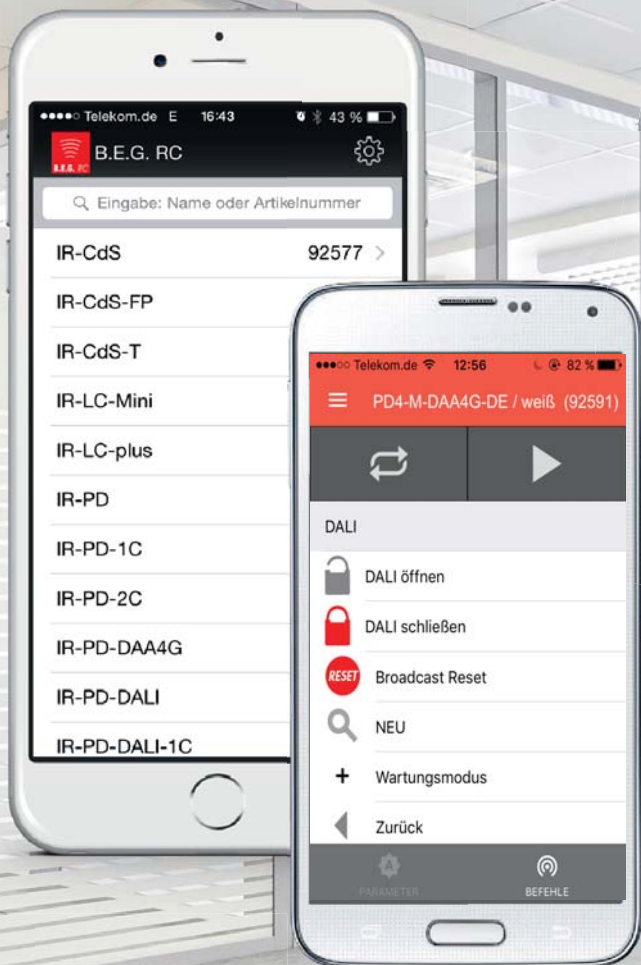 Telekom.de E 16:43 43 %
B.E.G. RC B.E.G. RC
Eingabe: Name oder Artikelnummer
IR-CdS 92577
IR-CdS-FP
IR-CdS-T
IR-LC-Mini
IR-LC-plus
IR-PD
IR-PD-1C
IR-PD-2C
IR-PD-DAA4G
IR-PD-DALI
IR-PD-DALI-1C
Telekom.de 12:56 82 %
PD4-M-DAA4G-DE / weiß (92591)
DALI
DALI öffnen
DALI schließen
RESET Broadcast Reset
NEU
+ Wartungsmodus
Zurück
PARAMETER BEFEHLE